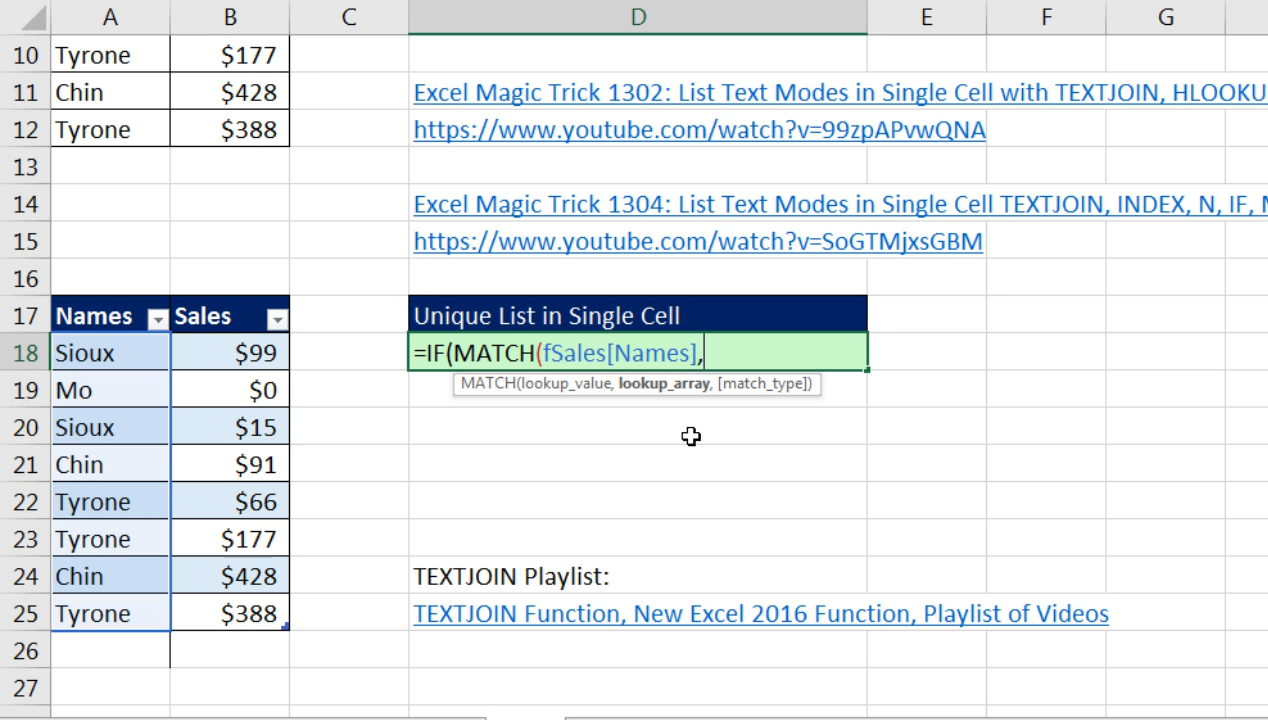 A B C D E F G
10 Tyrone $177
11 Chin $428 Excel Magic Trick 1302: List Text Modes in Single Cell with TEXTJOIN, HLOOKU
12 Tyrone $388 https://www.youtube.com/watch?v=99zpAPvwQNA
13
14 Excel Magic Trick 1304: List Text Modes in Single Cell TEXTJOIN, INDEX, N, IF, M
15 https://www.youtube.com/watch?v=SoGTMjxsGBM
16
17 Names Sales Unique List in Single Cell
18 Sioux $99 =IF(MATCH(fSales[Names],
MATCH(lookup_value, lookup_array, [match_type])
19 Mo $0
20 Sioux $15
21 Chin $91
22 Tyrone $66
23 Tyrone $177
24 Chin $428 TEXTJOIN Playlist:
25 Tyrone $388 TEXTJOIN Function, New Excel 2016 Function, Playlist of Videos
26
27